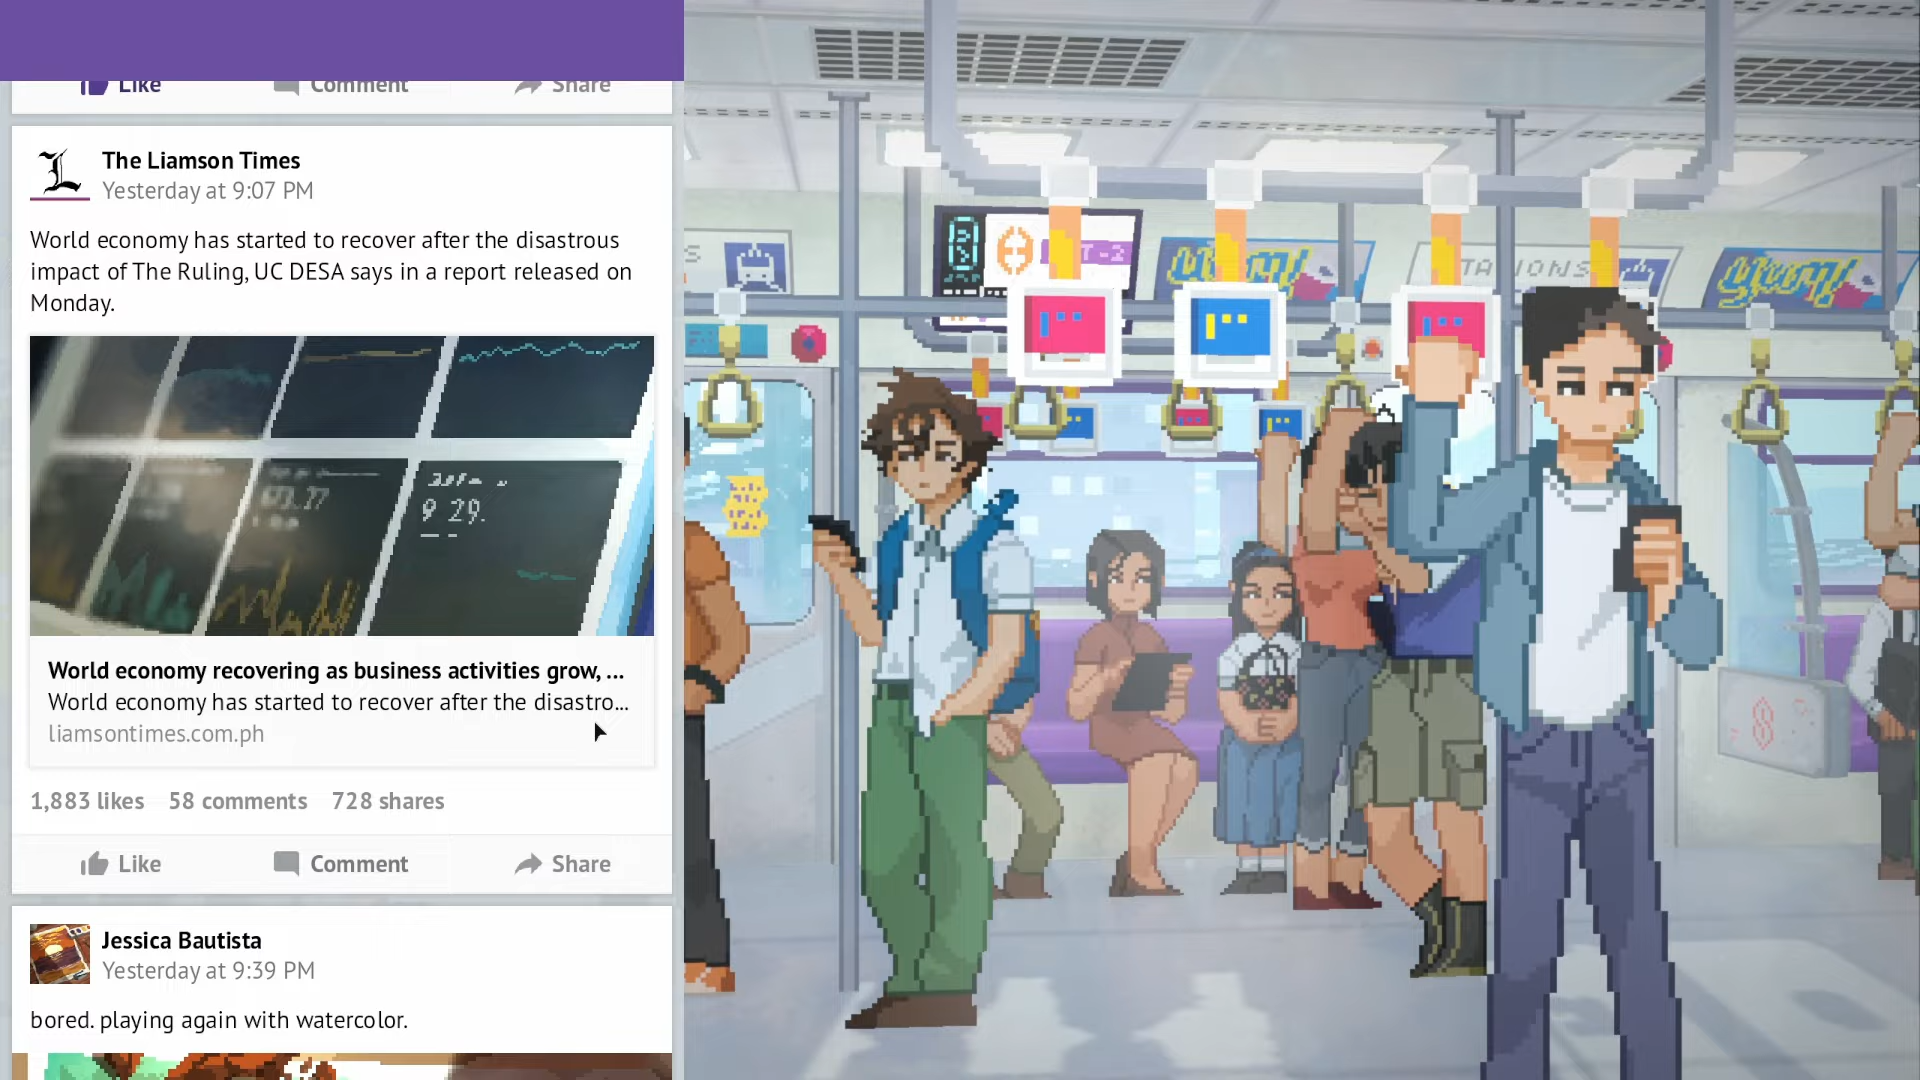 Like Comment Share
L
The Liamson Times
Yesterday at 9:07 PM
World economy has started to recover after the disastrous
impact of The Ruling, UC DESA says in a report released on
Monday.
9 29.
World economy recovering as business activities grow, ...
World economy has started to recover after the disastro...
liamsontimes.com.ph
1,883 likes 58 comments 728 shares
Like Comment Share
Jessica Bautista
Yesterday at 9:39 PM
bored. playing again with watercolor.